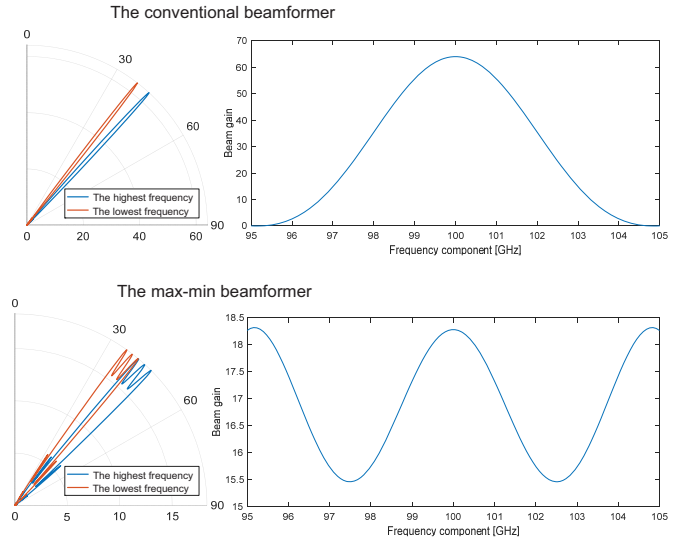 The conventional beamformer
0
30
60
90
0
20
40
60
The highest frequency
The lowest frequency
Beam gain
70
60
50
40
30
20
10
0
95 96 97 98 99 100 101 102 103 104 105
Frequency component [GHz]
The max-min beamformer
0
30
60
90
0
5
10
15
The highest frequency
The lowest frequency
Beam gain
18.5
18
17.5
17
16.5
16
15.5
15
95 96 97 98 99 100 101 102 103 104 105
Frequency component [GHz]